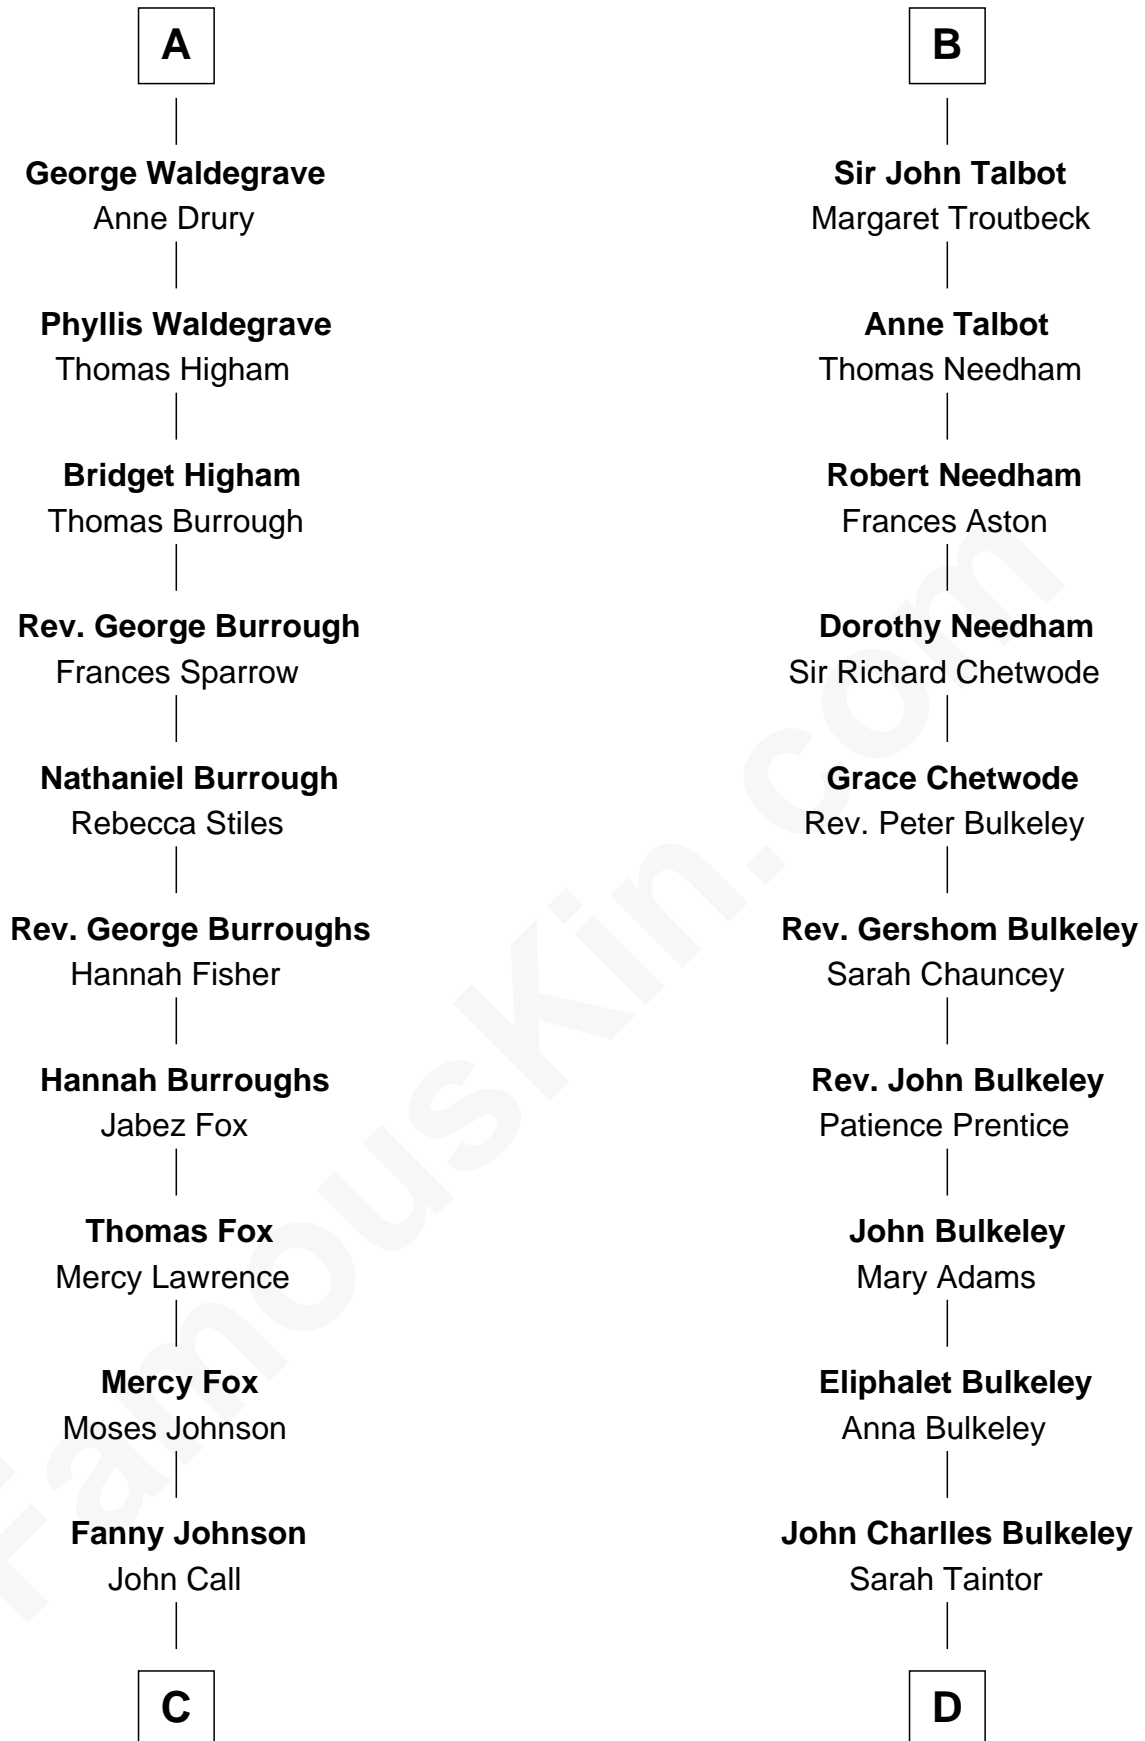 A
George Waldegrave
Anne Drury
Phyllis Waldegrave
Thomas Higham
Bridget Higham
Thomas Burrough
Rev. George Burrough
Frances Sparrow
Nathaniel Burrough
Rebecca Stiles
Rev. George Burroughs
Hannah Fisher
Hannah Burroughs
Jabez Fox
Thomas Fox
Mercy Lawrence
Mercy Fox
Moses Johnson
Fanny Johnson
John Call
C
B
Sir John Talbot
Margaret Troutbeck
Anne Talbot
Thomas Needham
Robert Needham
Frances Aston
Dorothy Needham
Sir Richard Chetwode
Grace Chetwode
Rev. Peter Bulkeley
Rev. Gershom Bulkeley
Sarah Chauncey
Rev. John Bulkeley
Patience Prentice
John Bulkeley
Mary Adams
Eliphalet Bulkeley
Anna Bulkeley
John Charlles Bulkeley
Sarah Taintor
D
FamousKin.com